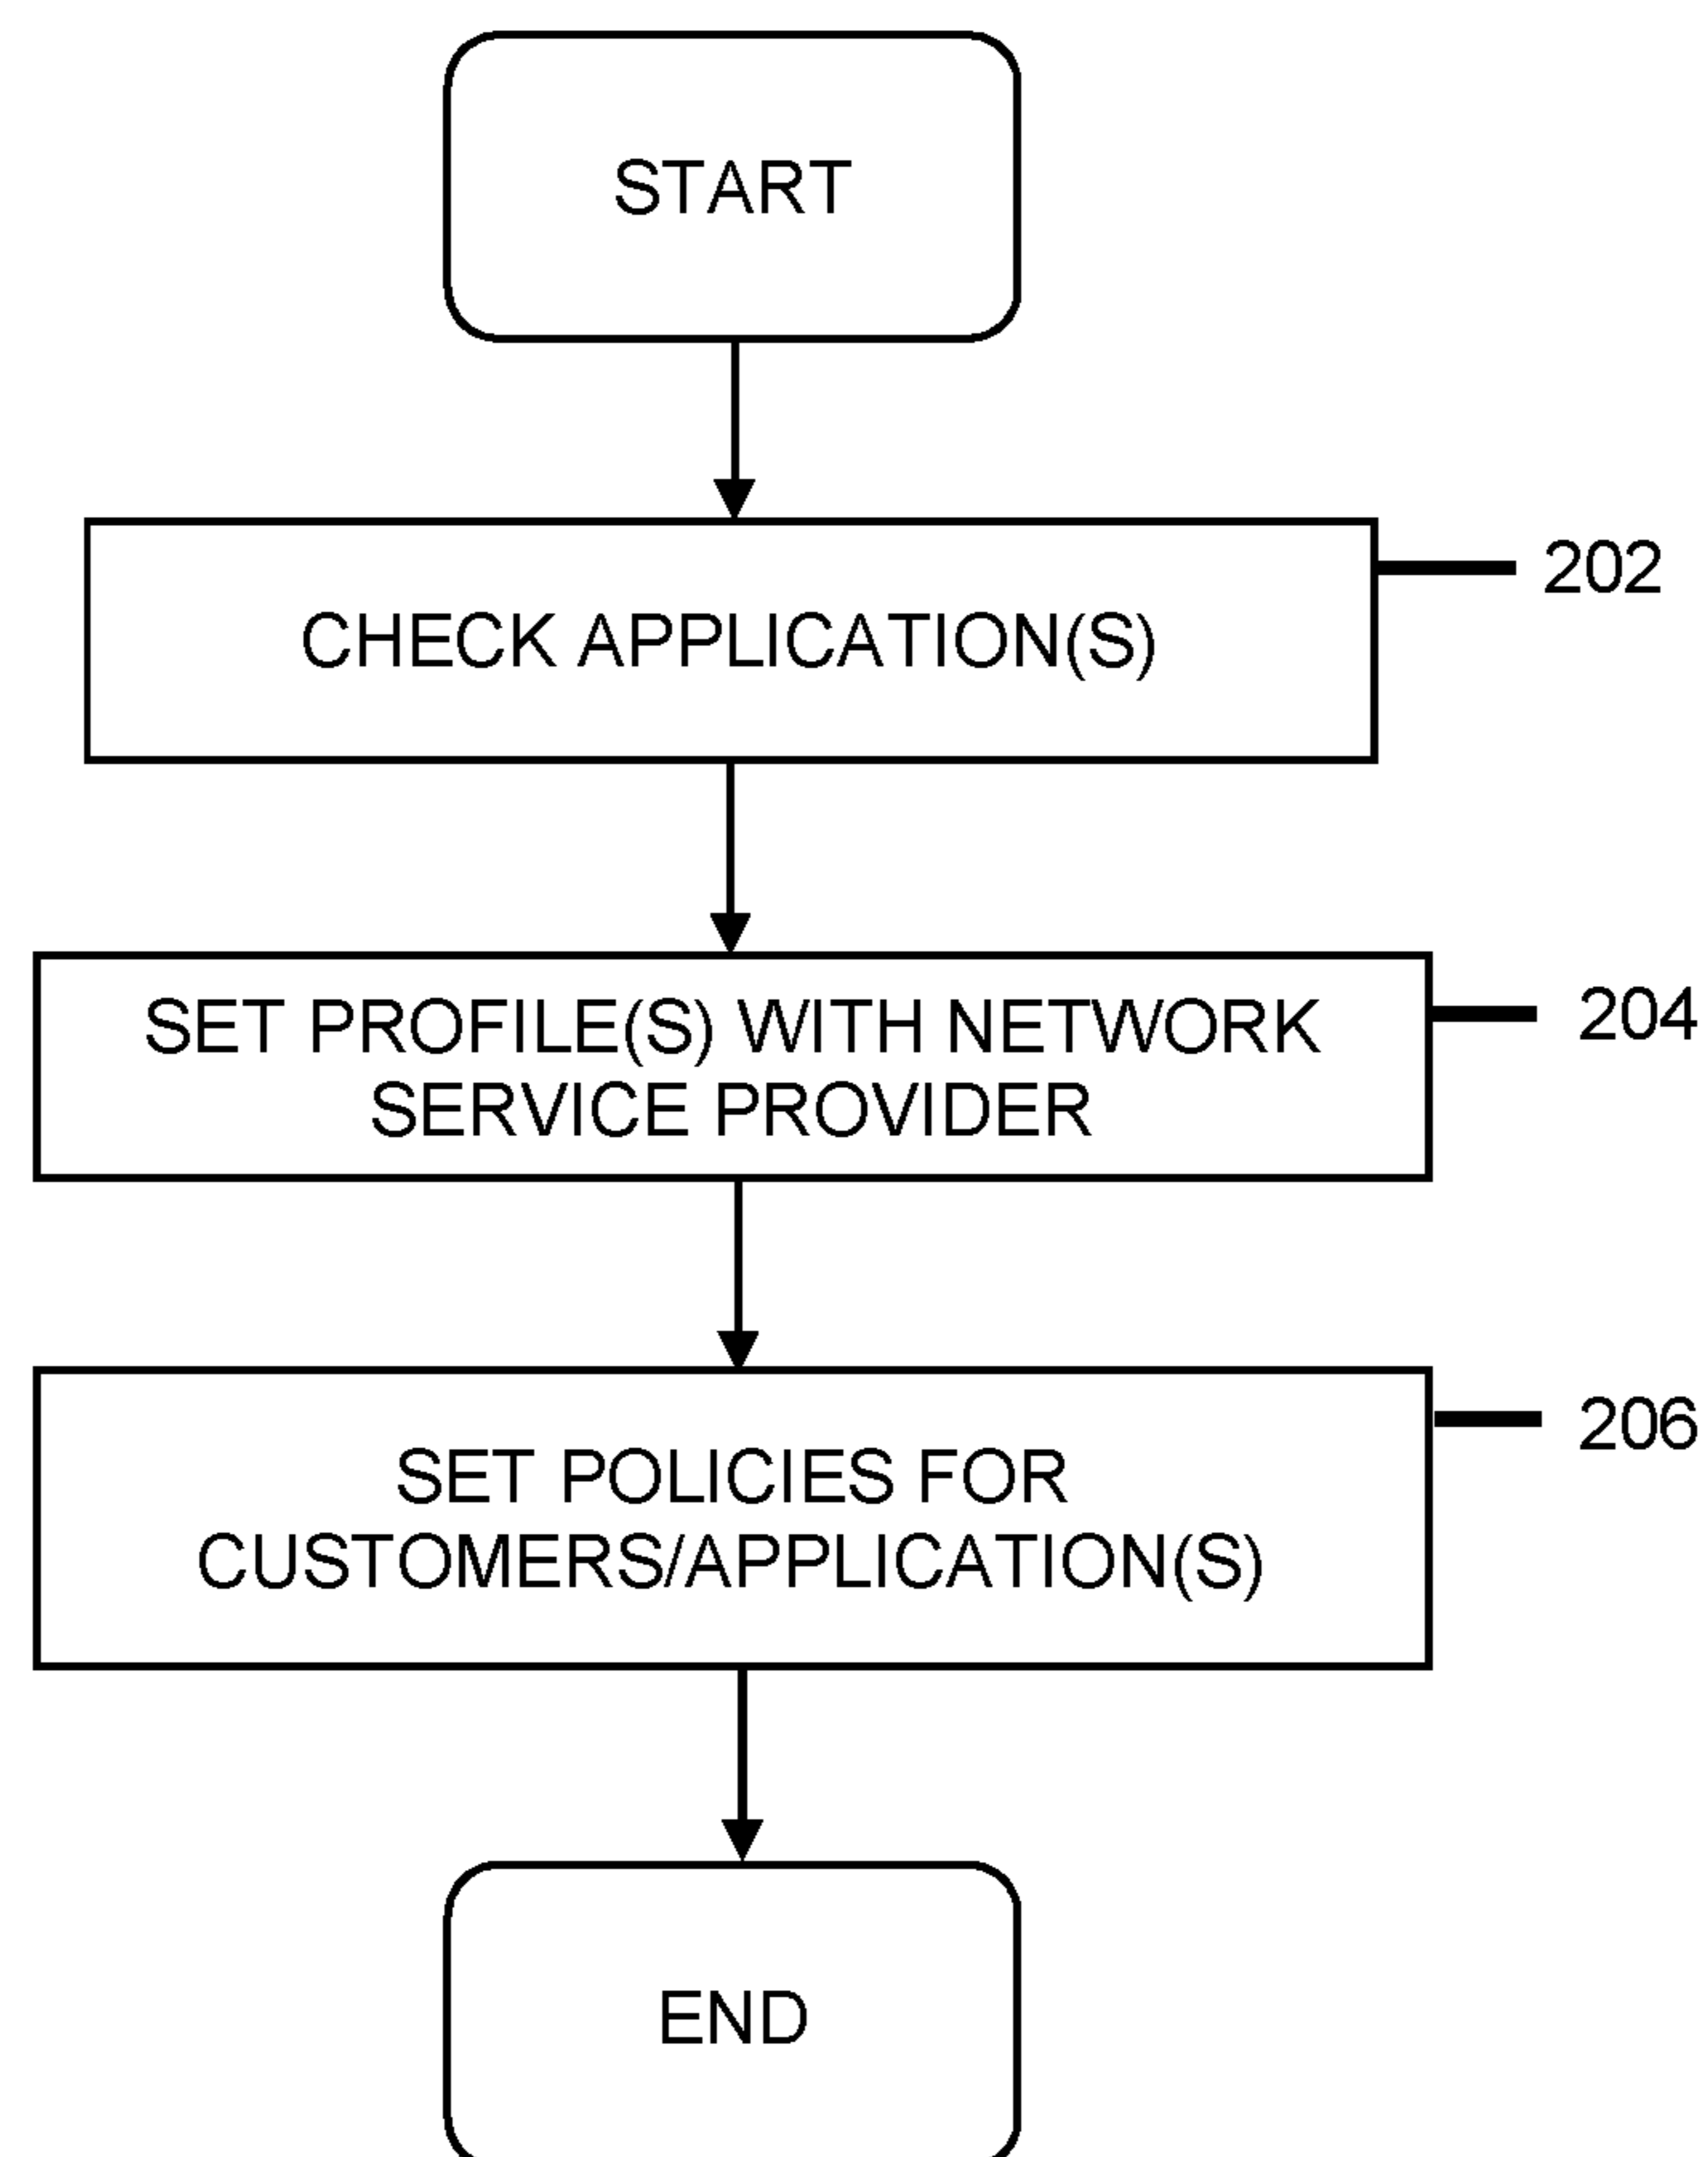 START
CHECK APPLICATION(S)
202
SET PROFILE(S) WITH NETWORK
SERVICE PROVIDER
204
SET POLICIES FOR
CUSTOMERS/APPLICATION(S)
206
END